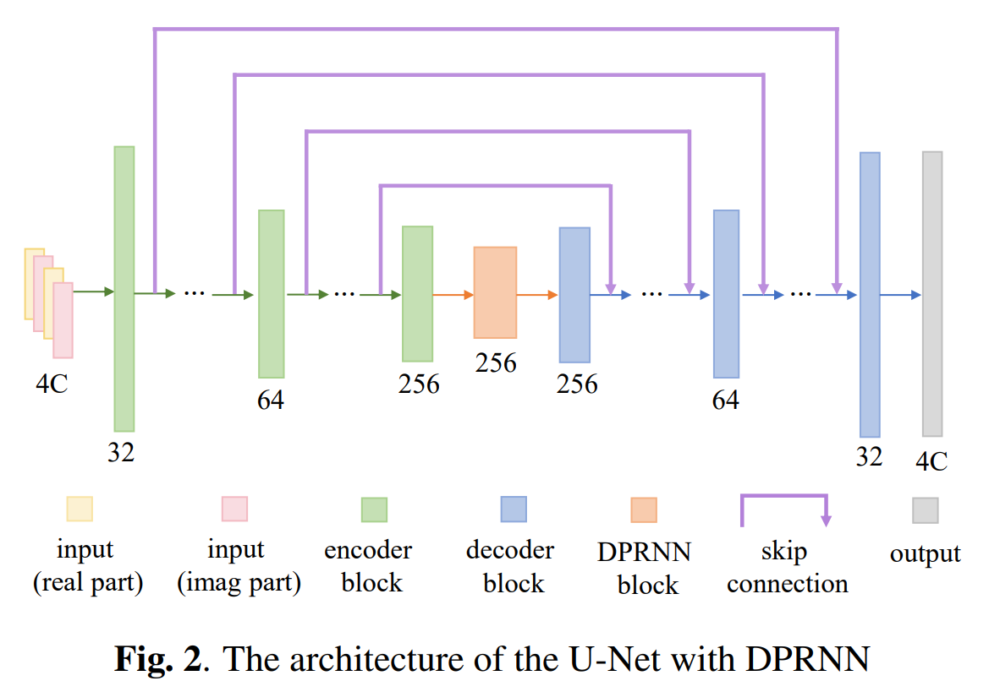 ... ... ... ...
4C
32
64
256
256
256
64
32
4C
input
(real part)
input
(imag part)
encoder
block
decoder
block
DPRNN
block
skip
connection
output
Fig. 2. The architecture of the U-Net with DPRNN